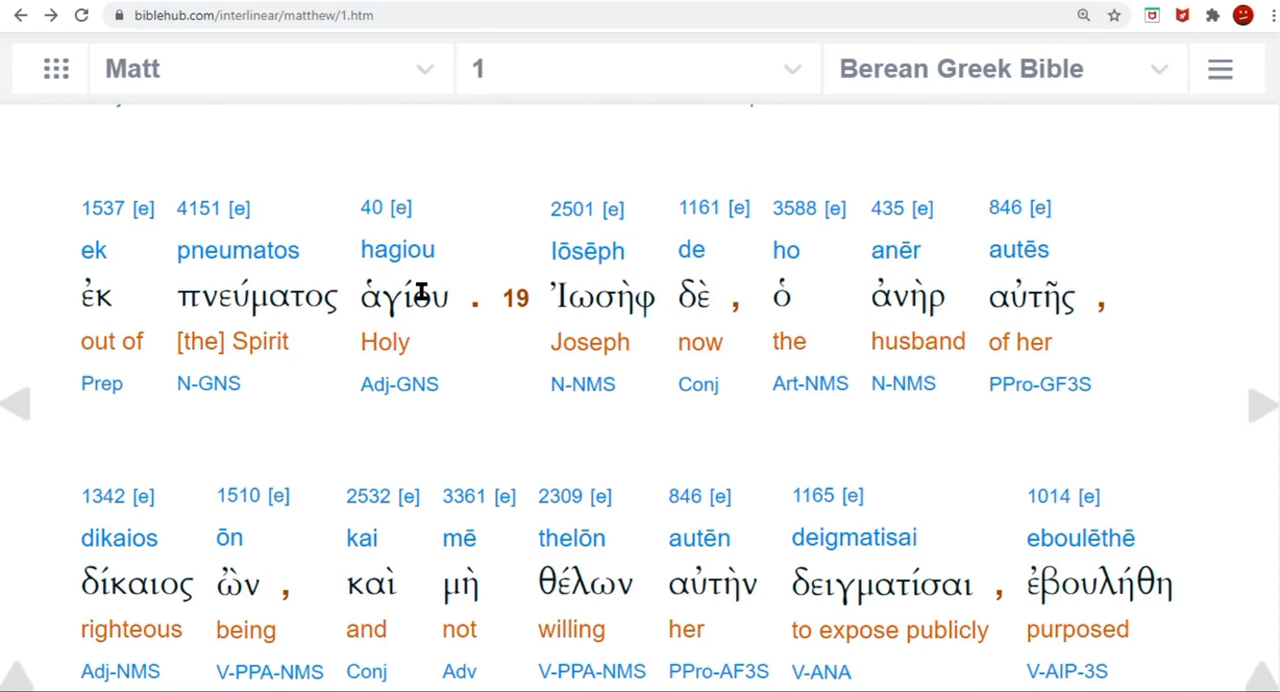 biblehub.com/interlinear/matthew/1.htm
Matt 1 Berean Greek Bible
1537 [e] 4151 [e] 40 [e] 2501 [e] 1161 [e] 3588 [e] 435 [e] 846 [e]
ek pneumatos hagiou Iōsēph de ho anēr autēs
ἐκ πνεύματος ἁγίου . 19 Ἰωσὴφ δὲ , ὁ ἀνὴρ αὐτῆς ,
out of [the] Spirit Holy Joseph now the husband of her
Prep N-GNS Adj-GNS N-NMS Conj Art-NMS N-NMS PPro-GF3S
1342 [e] 1510 [e] 2532 [e] 3361 [e] 2309 [e] 846 [e] 1165 [e] 1014 [e]
dikaios ōn kai mē thelōn autēn deigmatisai eboulēthē
δίκαιος ὢν , καὶ μὴ θέλων αὐτὴν δειγματίσαι , ἐβουλήθη
righteous being and not willing her to expose publicly purposed
Adj-NMS V-PPA-NMS Conj Adv V-PPA-NMS PPro-AF3S V-ANA V-AIP-3S